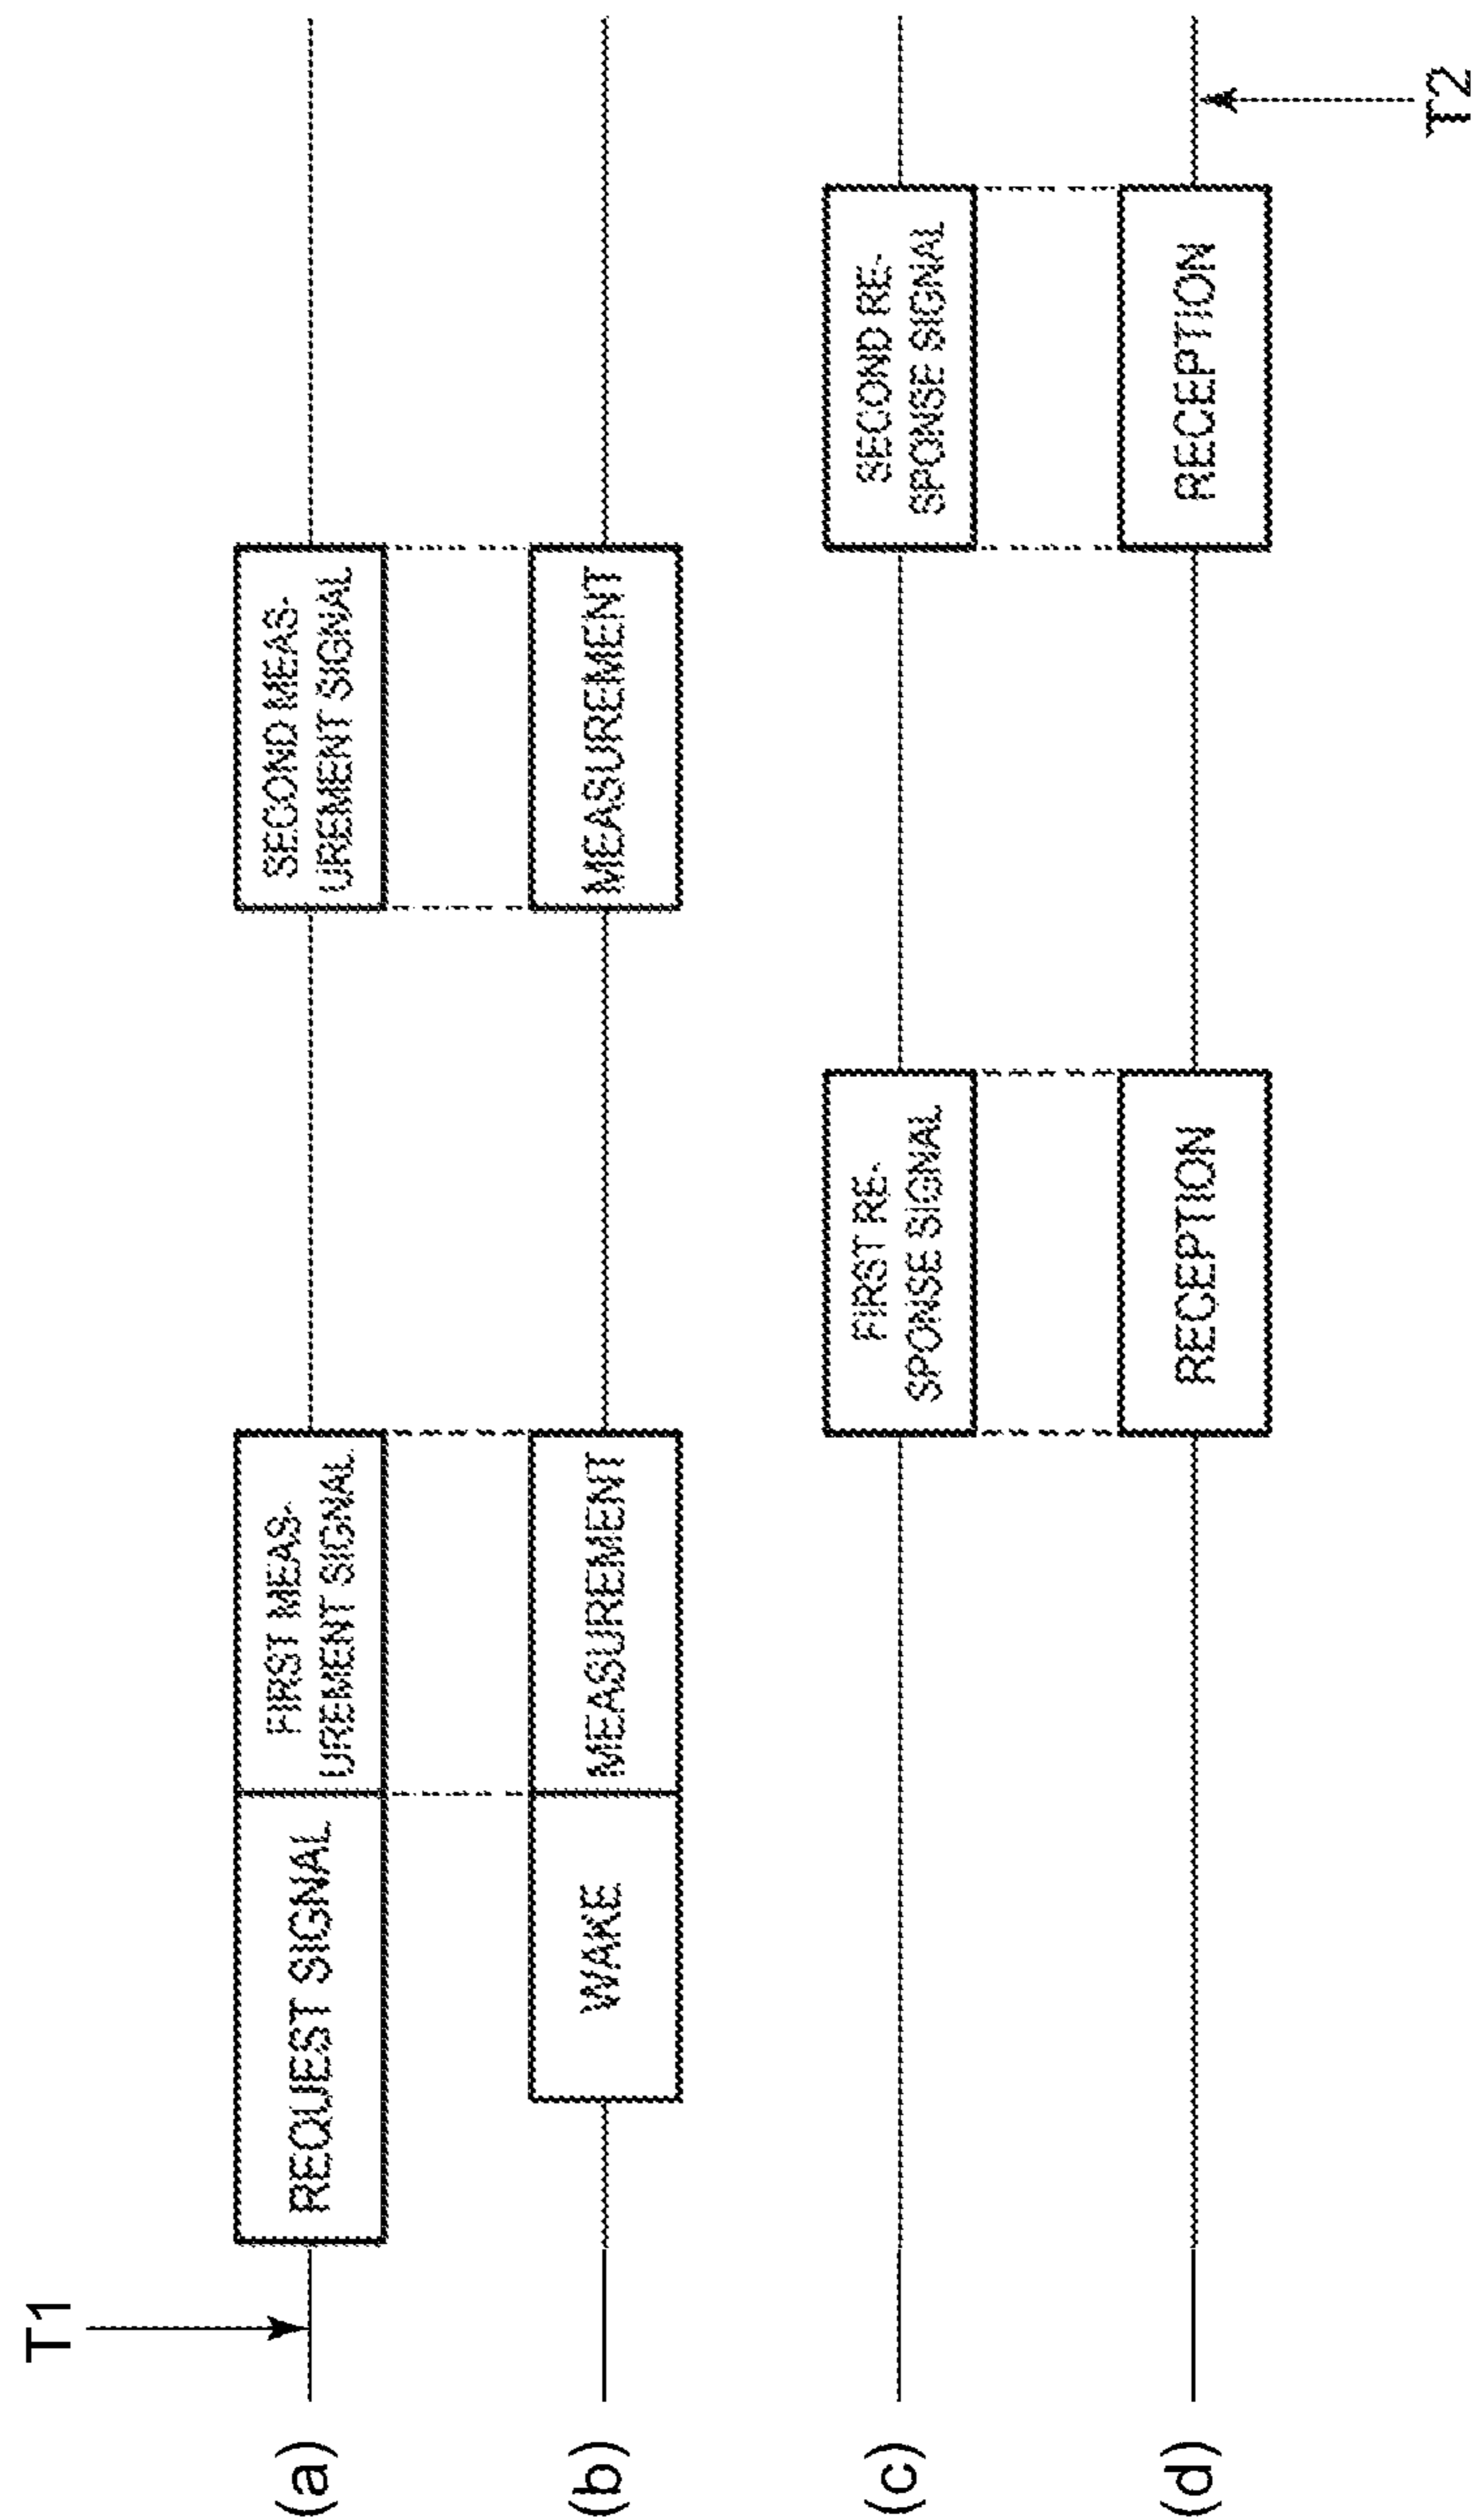 T1
(a)
REQUEST SIGNAL
FIRST MEAS-
UREMENT SIGNAL
SECOND MEAS-
UREMENT SIGNAL
(b)
WAKE
MEASUREMENT
MEASUREMENT
(c)
FIRST RE-
SPONSE SIGNAL
SECOND RE-
SPONSE SIGNAL
(d)
RECEPTION
RECEPTION
T2